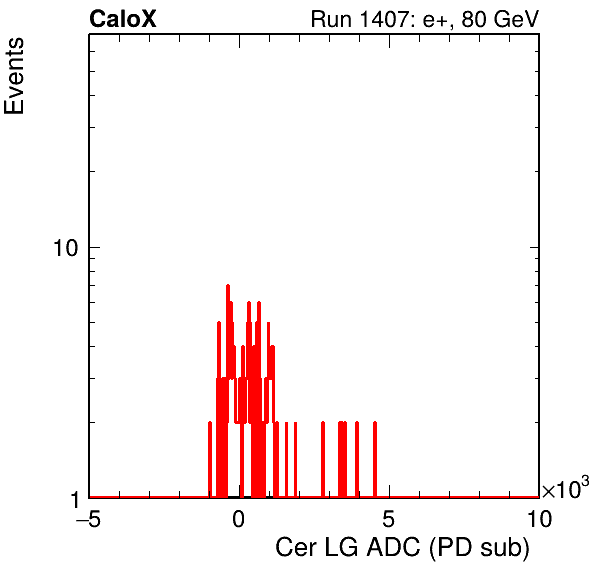 CaloX Run 1407: e+, 80 GeV
Events
10
1
−5 0 5 10
×10³
Cer LG ADC (PD sub)